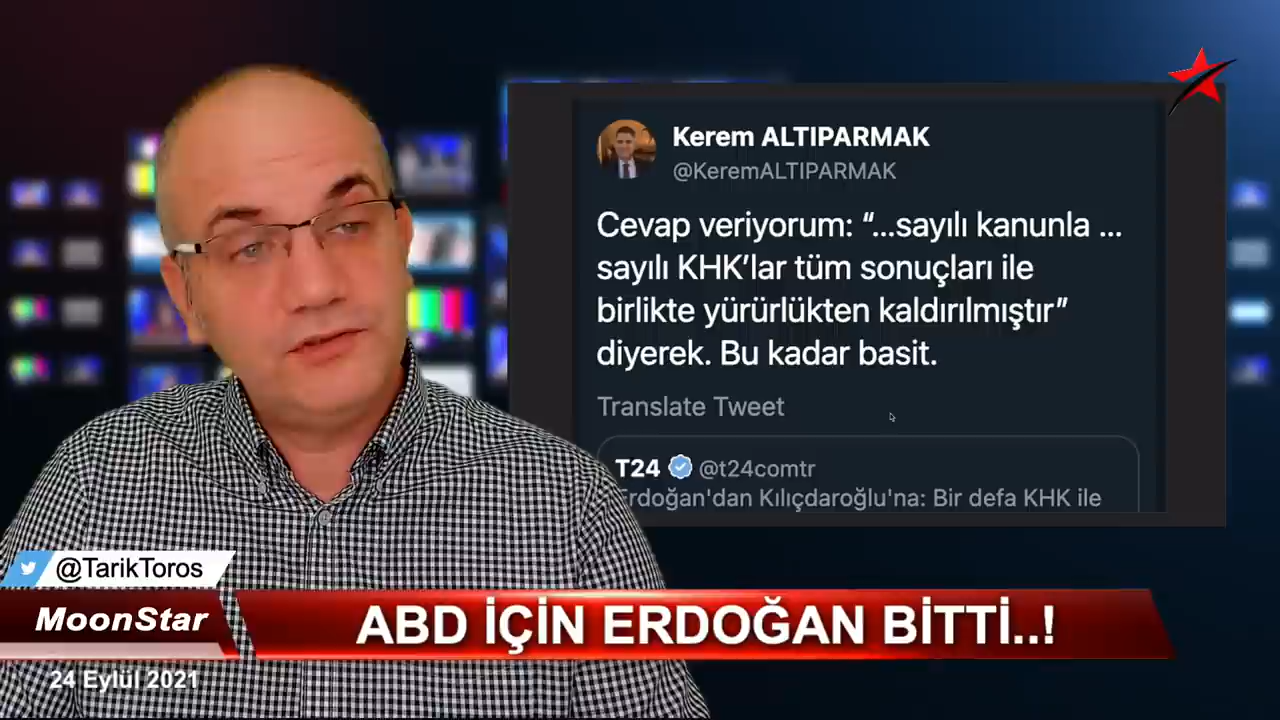 Kerem ALTIPARMAK
@KeremALTIPARMAK
Cevap veriyorum: “...sayılı kanunla ...
sayılı KHK’lar tüm sonuçları ile
birlikte yürürlükten kaldırılmıştır”
diyerek. Bu kadar basit.
Translate Tweet
T24 @t24comtr
Erdoğan'dan Kılıçdaroğlu'na: Bir defa KHK ile
@TarikToros
MoonStar
ABD İÇİN ERDOĞAN BİTTİ..!
24 Eylül 2021